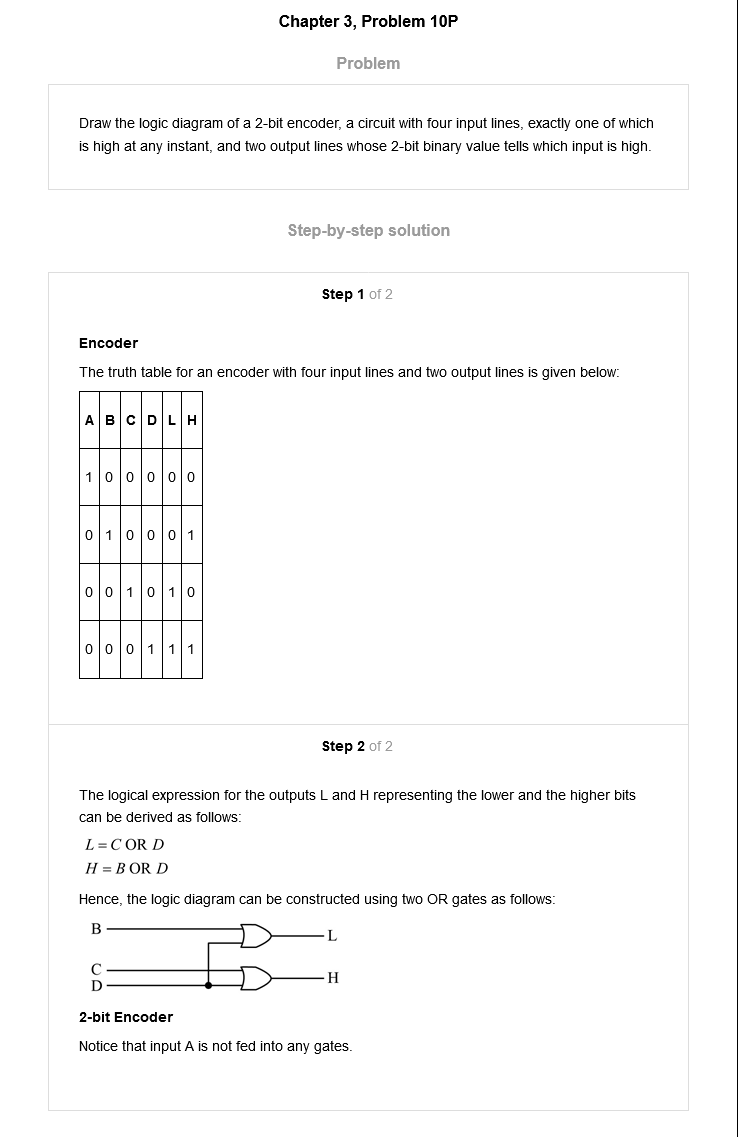 Chapter 3, Problem 10P
Problem
Draw the logic diagram of a 2-bit encoder, a circuit with four input lines, exactly one of which
is high at any instant, and two output lines whose 2-bit binary value tells which input is high.
Step-by-step solution
Step 1 of 2
Encoder
The truth table for an encoder with four input lines and two output lines is given below:
A B C D L H
1 0 0 0 0 0
0 1 0 0 0 1
0 0 1 0 1 0
0 0 0 1 1 1
Step 2 of 2
The logical expression for the outputs L and H representing the lower and the higher bits
can be derived as follows:
L = C OR D
H = B OR D
Hence, the logic diagram can be constructed using two OR gates as follows:
B
L
C
H
D
2-bit Encoder
Notice that input A is not fed into any gates.